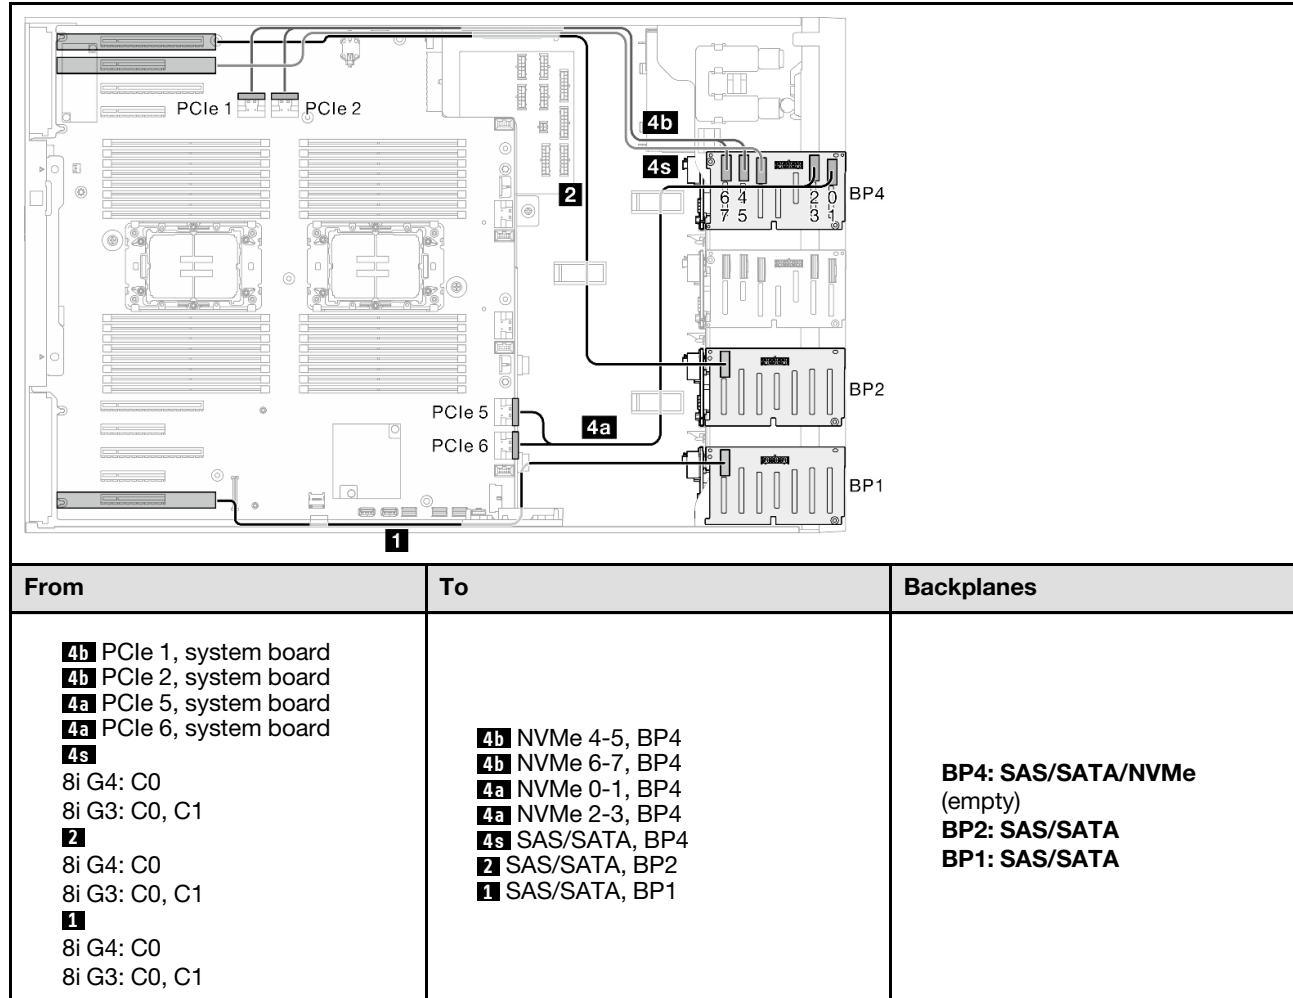 PCIe 1
PCIe 2
4b
4s
2
6 4 2 0
7 5 3 1
BP4
BP2
PCIe 5
4a
PCIe 6
BP1
1
From To Backplanes
4b PCIe 1, system board
4b PCIe 2, system board
4a PCIe 5, system board
4a PCIe 6, system board
4s
8i G4: C0
8i G3: C0, C1
2
8i G4: C0
8i G3: C0, C1
1
8i G4: C0
8i G3: C0, C1
4b NVMe 4-5, BP4
4b NVMe 6-7, BP4
4a NVMe 0-1, BP4
4a NVMe 2-3, BP4
4s SAS/SATA, BP4
2 SAS/SATA, BP2
1 SAS/SATA, BP1
BP4: SAS/SATA/NVMe
(empty)
BP2: SAS/SATA
BP1: SAS/SATA